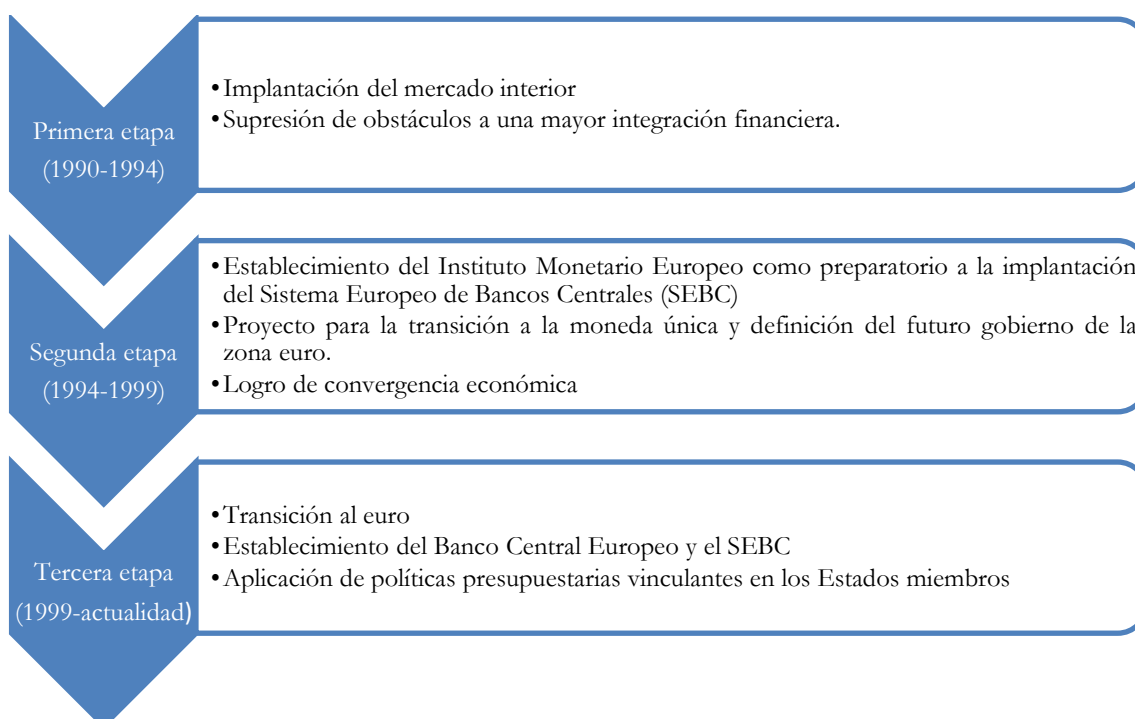 Primera etapa
(1990-1994)
•Implantación del mercado interior
•Supresión de obstáculos a una mayor integración financiera.
Segunda etapa
(1994-1999)
•Establecimiento del Instituto Monetario Europeo como preparatorio a la implantación
del Sistema Europeo de Bancos Centrales (SEBC)
•Proyecto para la transición a la moneda única y definición del futuro gobierno de la
zona euro.
•Logro de convergencia económica
Tercera etapa
(1999-actualidad)
•Transición al euro
•Establecimiento del Banco Central Europeo y el SEBC
•Aplicación de políticas presupuestarias vinculantes en los Estados miembros